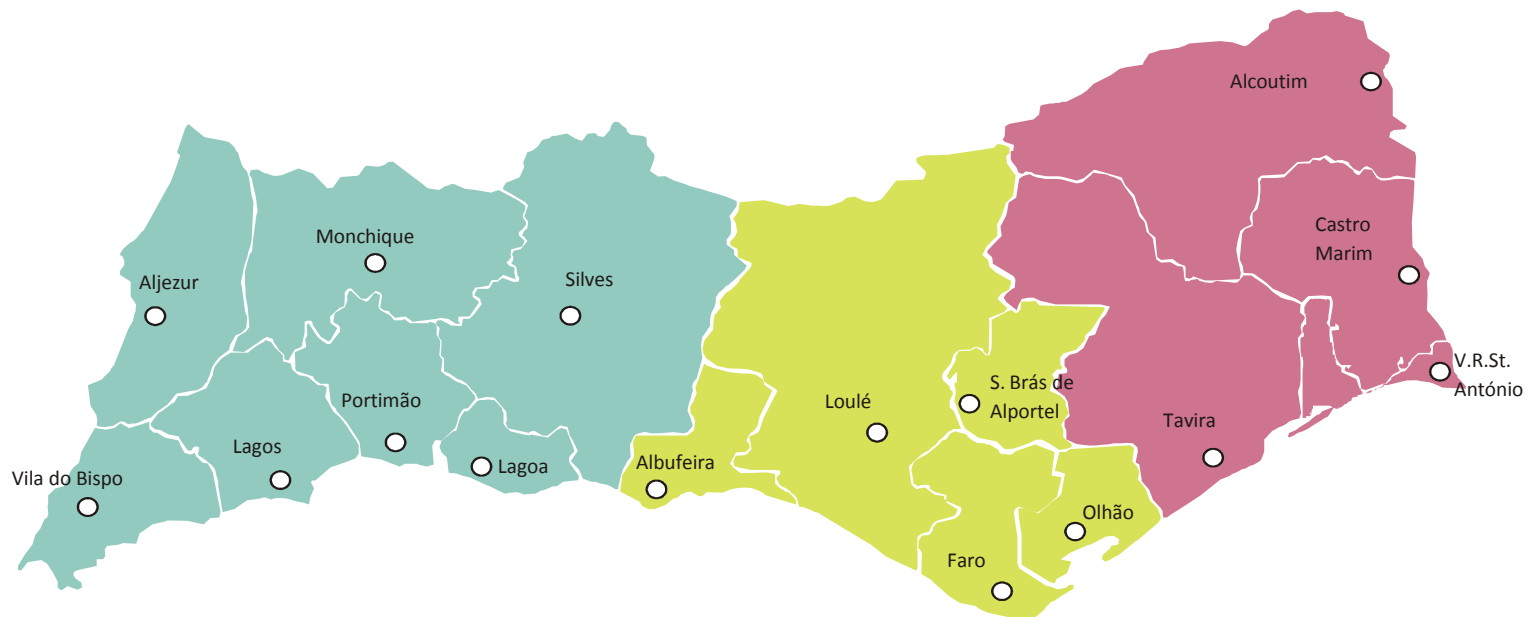 Alcoutim
Castro
Marim
Monchique
Silves
Aljezur
V.R.St.
António
S. Brás de
Alportel
Portimão
Loulé
Tavira
Lagos
Lagoa
Albufeira
Vila do Bispo
Olhão
Faro